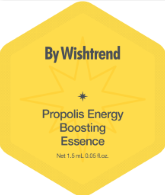 By Wishtrend
Propolis Energy
Boosting
Essence
Net 1.5 mL 0.05 fl.oz.